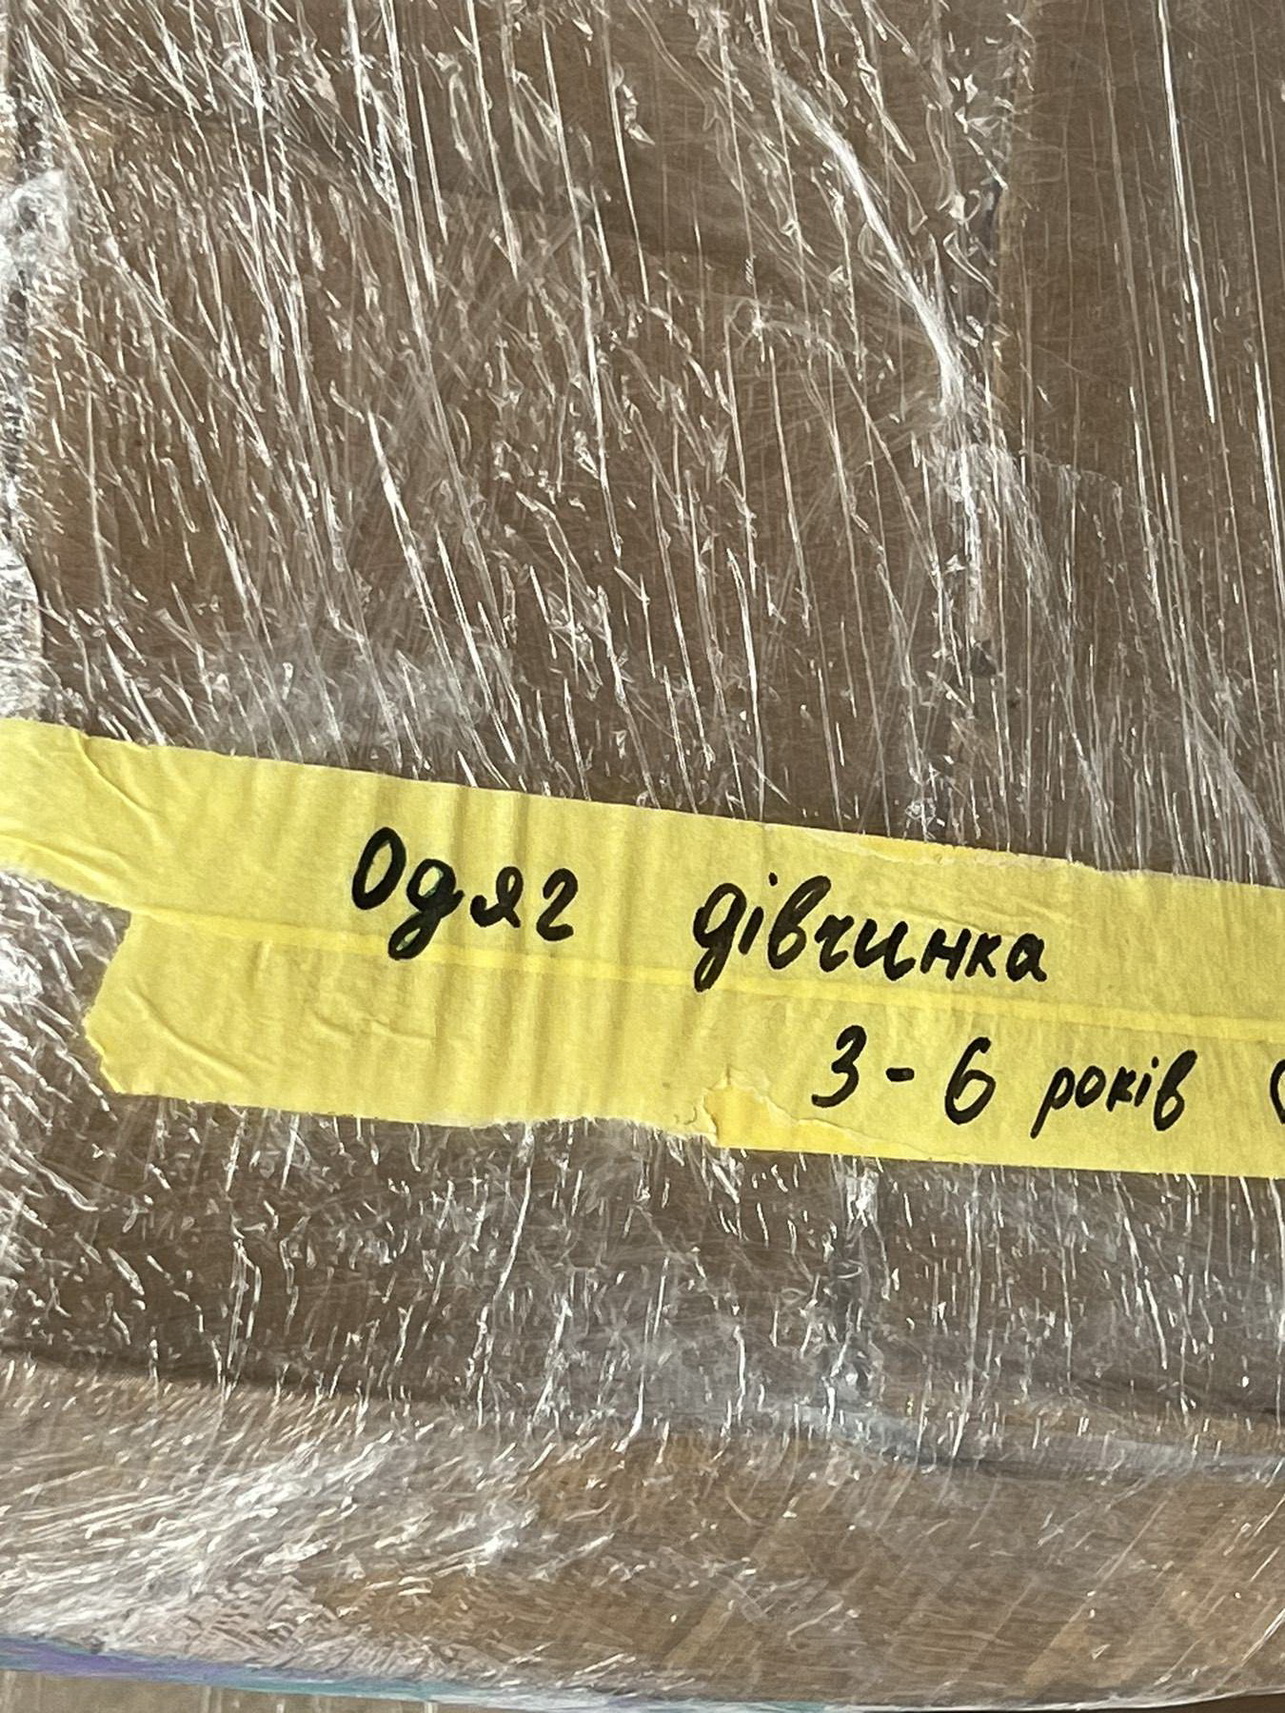 Одяг дівчинка
3-6 років (